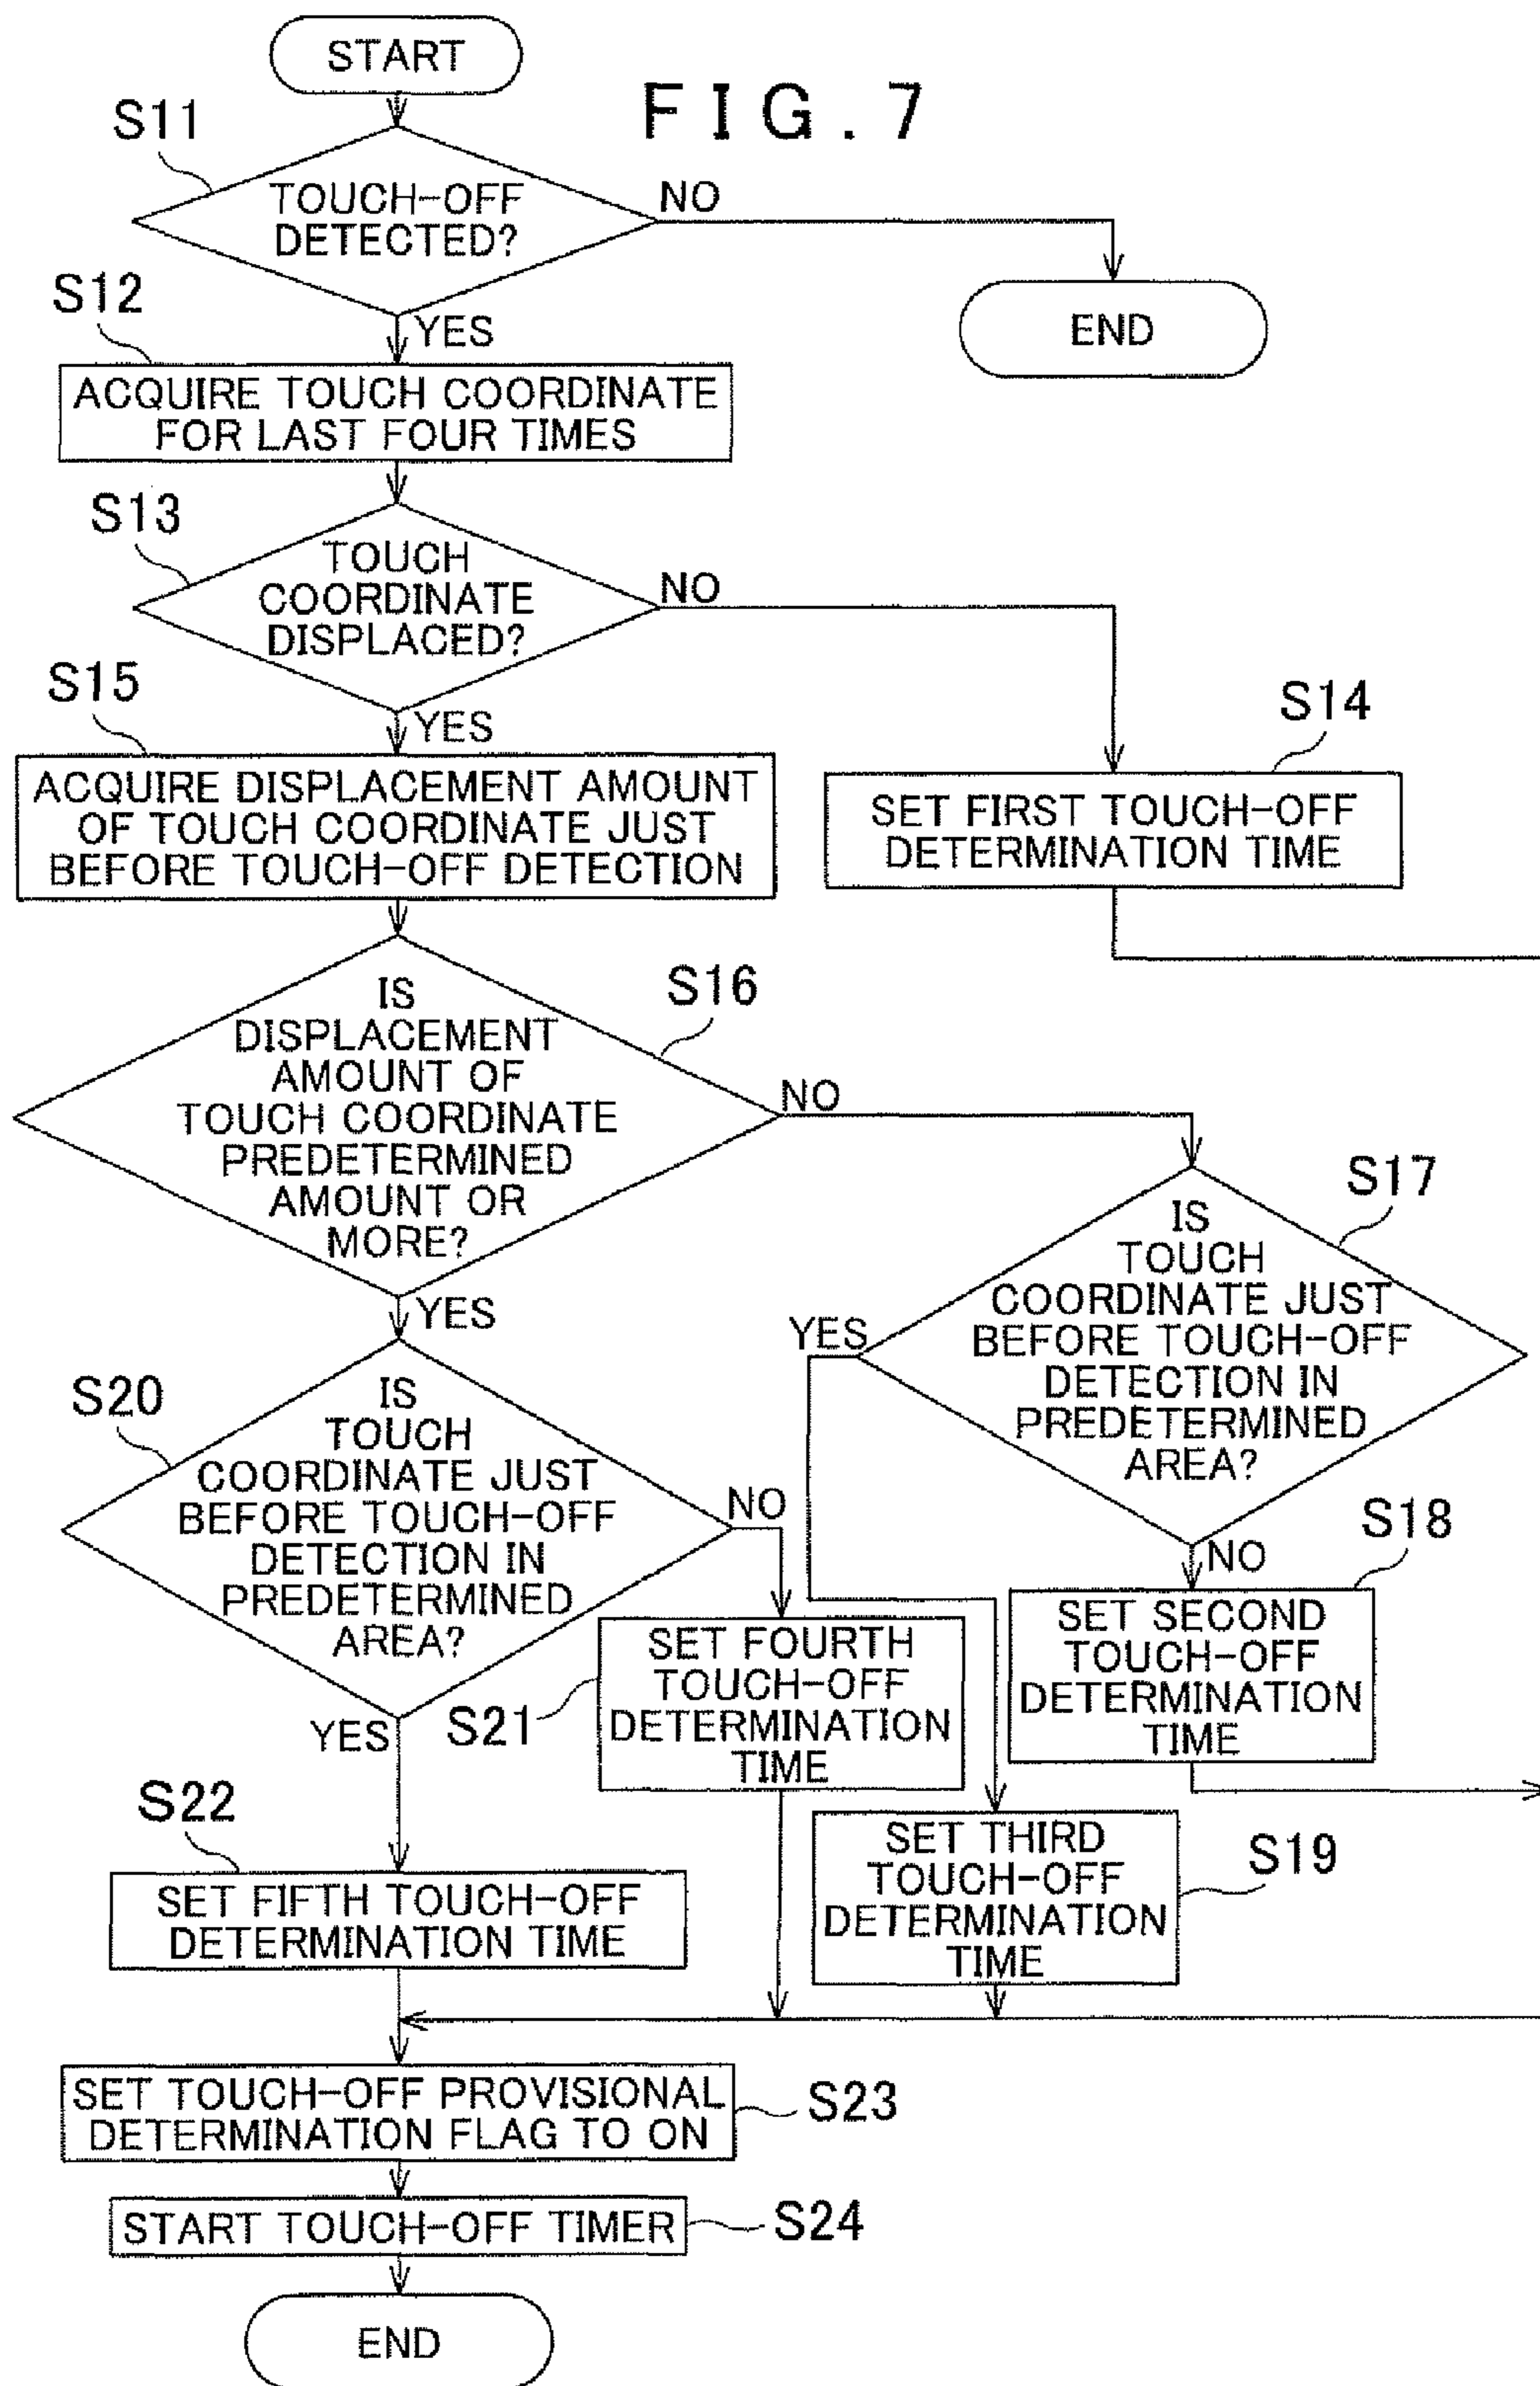 START
FIG. 7
S11
TOUCH-OFF
DETECTED?
NO
END
S12
YES
ACQUIRE TOUCH COORDINATE
FOR LAST FOUR TIMES
S13
TOUCH
COORDINATE
DISPLACED?
NO
S15
YES
S14
ACQUIRE DISPLACEMENT AMOUNT
OF TOUCH COORDINATE JUST
BEFORE TOUCH-OFF DETECTION
SET FIRST TOUCH-OFF
DETERMINATION TIME
S16
IS
DISPLACEMENT
AMOUNT OF
TOUCH COORDINATE
PREDETERMINED
AMOUNT OR
MORE?
NO
YES
S17
IS
TOUCH
COORDINATE JUST
BEFORE TOUCH-OFF
DETECTION IN
PREDETERMINED
AREA?
YES
NO
S20
IS
TOUCH
COORDINATE JUST
BEFORE TOUCH-OFF
DETECTION IN
PREDETERMINED
AREA?
NO
YES
S18
SET SECOND
TOUCH-OFF
DETERMINATION
TIME
S21
SET FOURTH
TOUCH-OFF
DETERMINATION
TIME
S22
SET FIFTH TOUCH-OFF
DETERMINATION TIME
SET THIRD
TOUCH-OFF
DETERMINATION
TIME
S19
SET TOUCH-OFF PROVISIONAL
DETERMINATION FLAG TO ON
S23
START TOUCH-OFF TIMER
S24
END